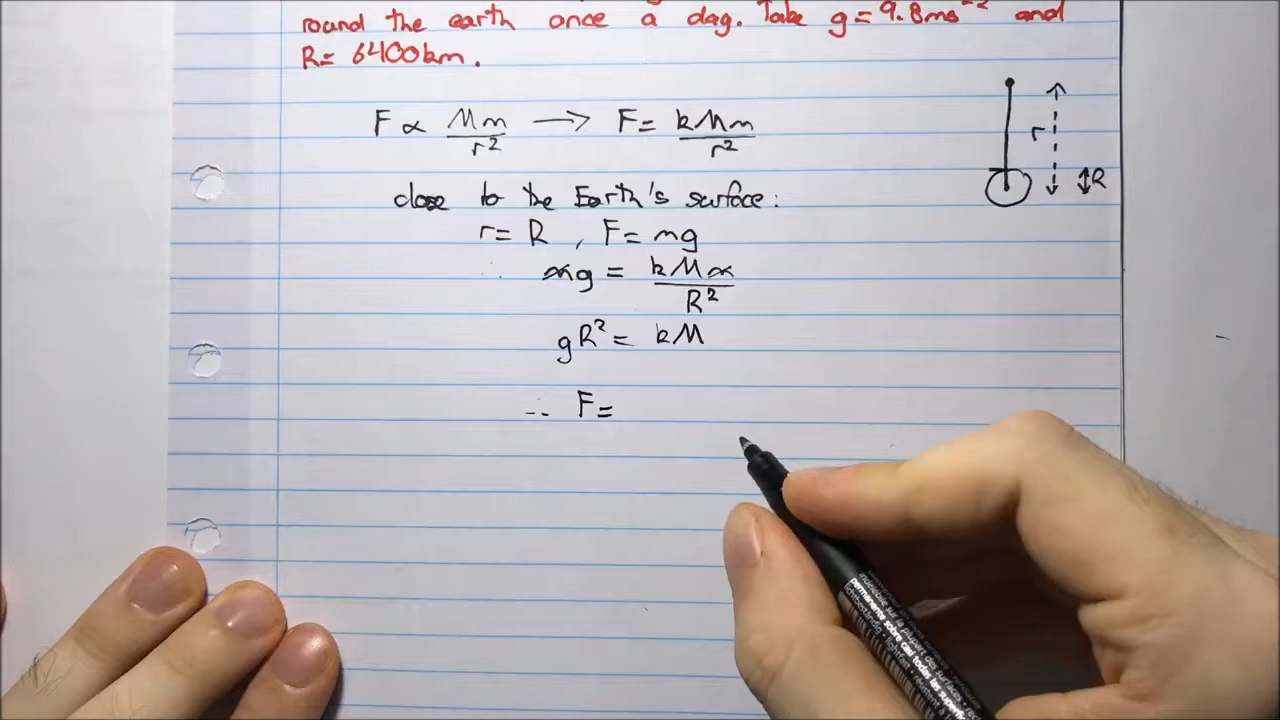 round the earth once a day. Take g = 9.8ms⁻² and
R= 6400km.
F ∝ Mm/r² → F= kMm/r²
close to the Earth's surface:
r= R , F= mg
mg = kMm/R²
gR² = kM
∴ F=
r
R